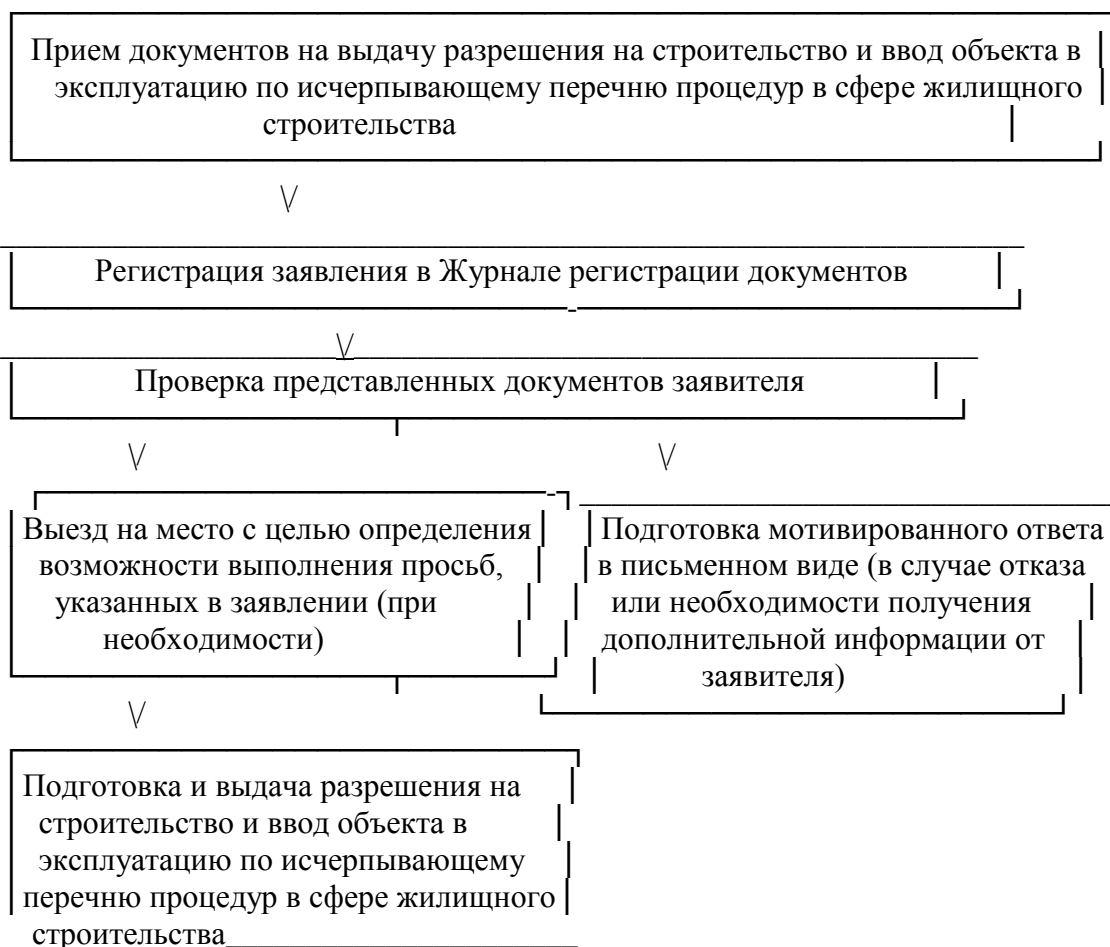 Прием документов на выдачу разрешения на строительство и ввод объекта в
эксплуатацию по исчерпывающему перечню процедур в сфере жилищного
строительства
Регистрация заявления в Журнале регистрации документов
Проверка представленных документов заявителя
Выезд на место с целью определения
возможности выполнения просьб,
указанных в заявлении (при
необходимости)
Подготовка мотивированного ответа
в письменном виде (в случае отказа
или необходимости получения
дополнительной информации от
заявителя)
Подготовка и выдача разрешения на
строительство и ввод объекта в
эксплуатацию по исчерпывающему
перечню процедур в сфере жилищного
строительства